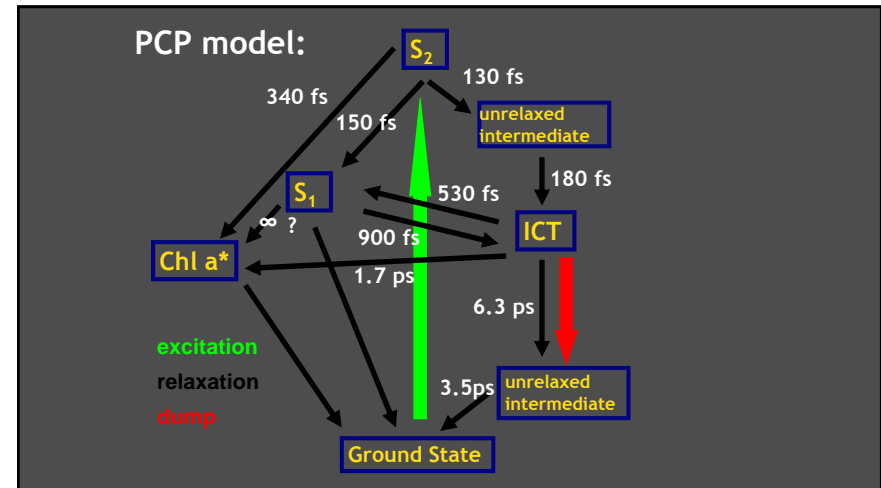 PCP model:
S₂
130 fs
340 fs
150 fs
unrelaxed
intermediate
180 fs
S₁
530 fs
∞ ?
900 fs
ICT
Chl a*
1.7 ps
6.3 ps
excitation
relaxation
dump
3.5ps
unrelaxed
intermediate
Ground State